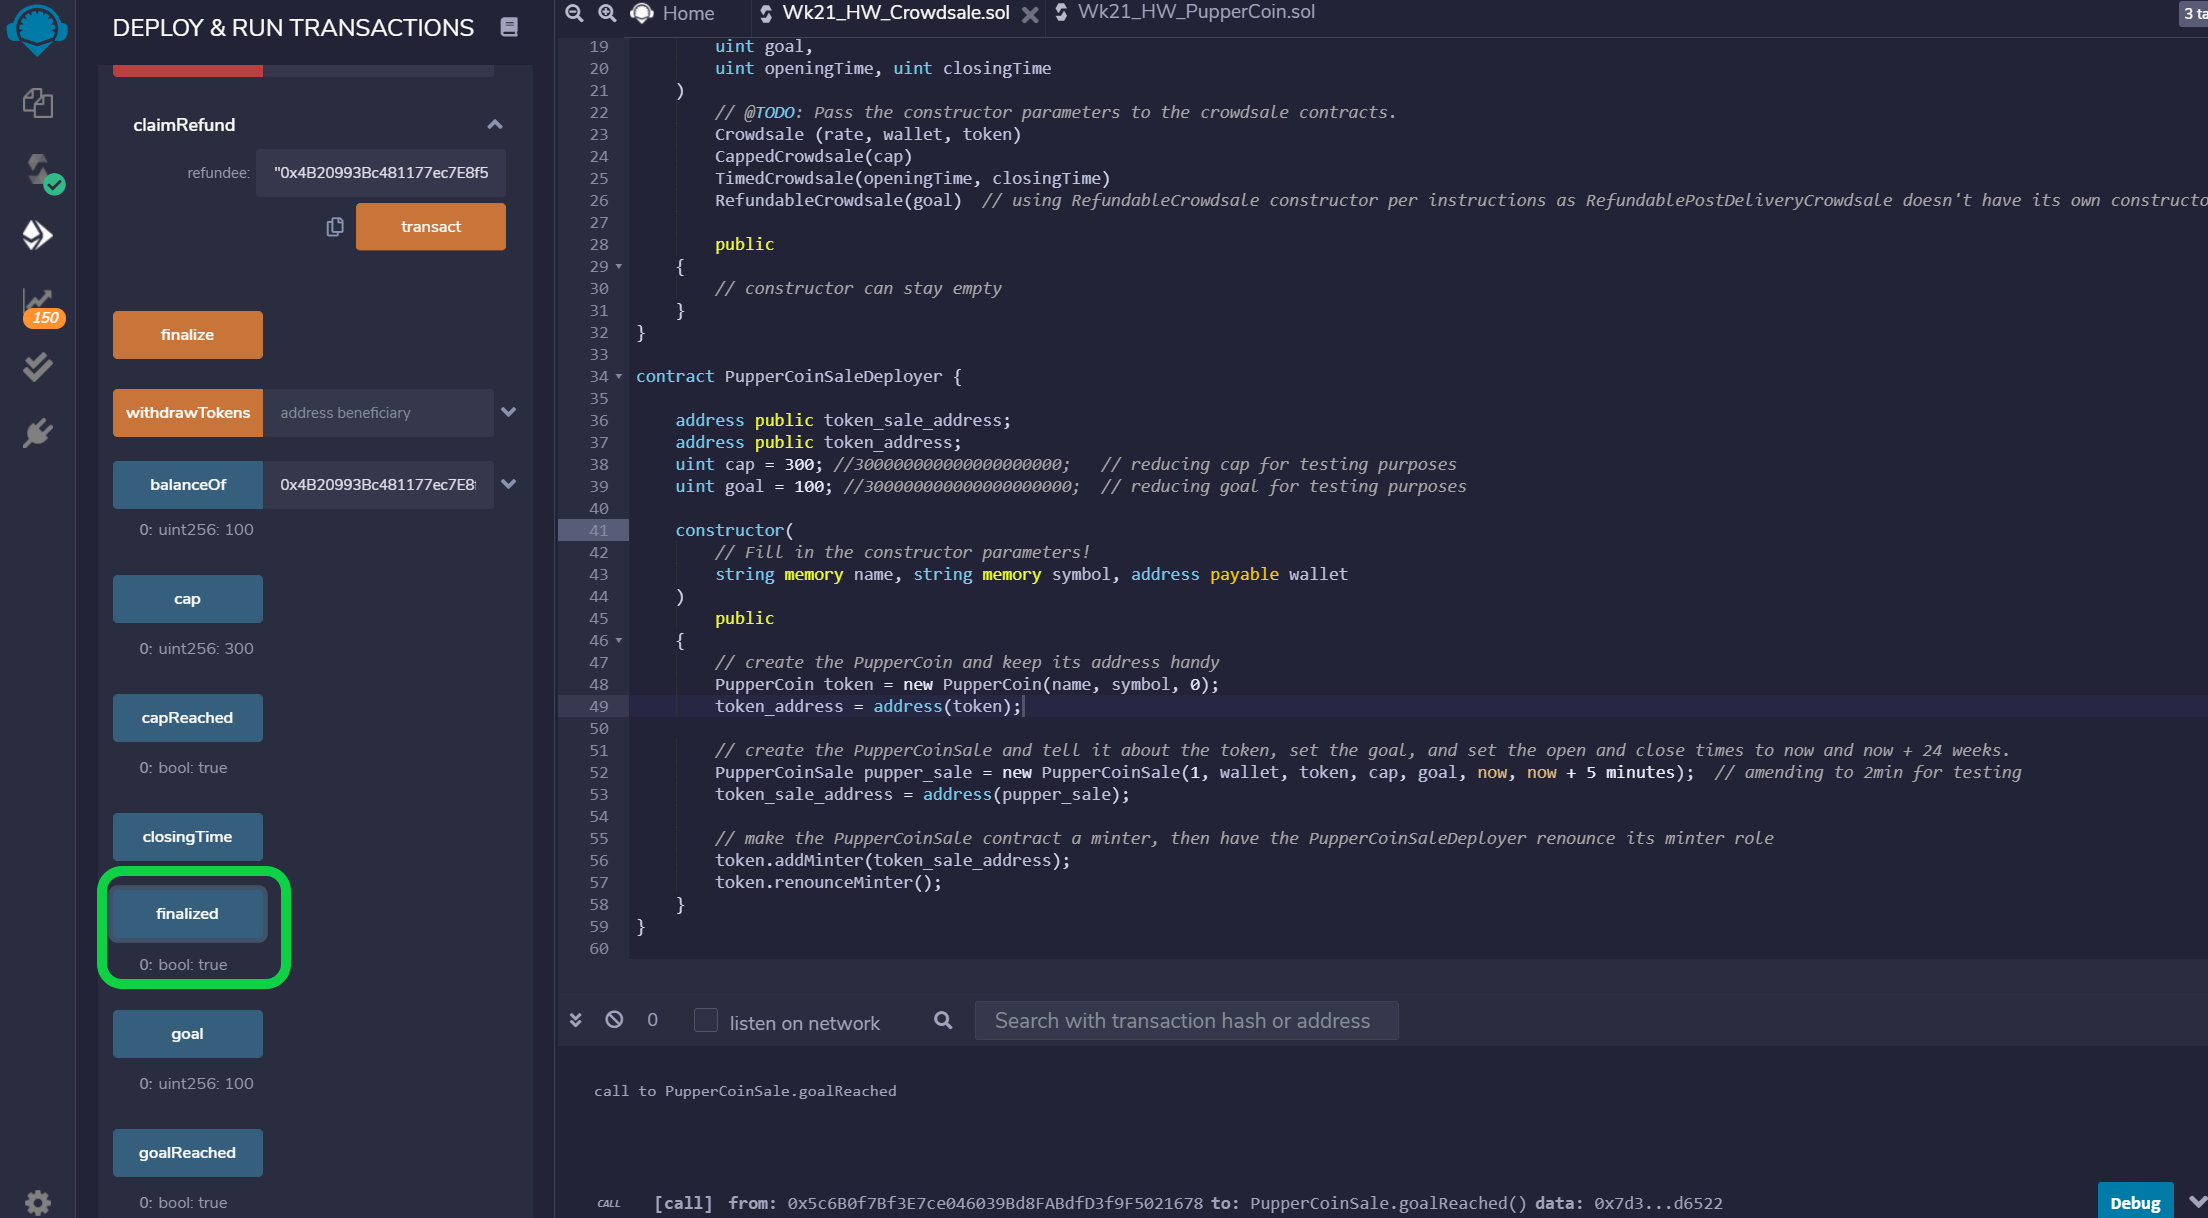 DEPLOY & RUN TRANSACTIONS
claimRefund
refundee: "0x4B20993Bc481177ec7E8f5
transact
150
finalize
withdrawTokens address beneficiary
balanceOf 0x4B20993Bc481177ec7E8
0: uint256: 100
cap
0: uint256: 300
capReached
0: bool: true
closingTime
finalized
0: bool: true
goal
0: uint256: 100
goalReached
0: bool: true
Home Wk21_HW_Crowdsale.sol Wk21_HW_PupperCoin.sol
3 ta
19 uint goal,
20 uint openingTime, uint closingTime
21 )
22 // @TODO: Pass the constructor parameters to the crowdsale contracts.
23 Crowdsale (rate, wallet, token)
24 CappedCrowdsale(cap)
25 TimedCrowdsale(openingTime, closingTime)
26 RefundableCrowdsale(goal) // using RefundableCrowdsale constructor per instructions as RefundablePostDeliveryCrowdsale doesn't have its own constructo
27
28 public
29 {
30 // constructor can stay empty
31 }
32 }
33
34 contract PupperCoinSaleDeployer {
35
36 address public token_sale_address;
37 address public token_address;
38 uint cap = 300; //300000000000000000000; // reducing cap for testing purposes
39 uint goal = 100; //300000000000000000000; // reducing goal for testing purposes
40
41 constructor(
42 // Fill in the constructor parameters!
43 string memory name, string memory symbol, address payable wallet
44 )
45 public
46 {
47 // create the PupperCoin and keep its address handy
48 PupperCoin token = new PupperCoin(name, symbol, 0);
49 token_address = address(token);
50
51 // create the PupperCoinSale and tell it about the token, set the goal, and set the open and close times to now and now + 24 weeks.
52 PupperCoinSale pupper_sale = new PupperCoinSale(1, wallet, token, cap, goal, now, now + 5 minutes); // amending to 2min for testing
53 token_sale_address = address(pupper_sale);
54
55 // make the PupperCoinSale contract a minter, then have the PupperCoinSaleDeployer renounce its minter role
56 token.addMinter(token_sale_address);
57 token.renounceMinter();
58 }
59 }
60
0 listen on network Search with transaction hash or address
call to PupperCoinSale.goalReached
CALL [call] from: 0x5c6B0f7Bf3E7ce046039Bd8FABdfD3f9F5021678 to: PupperCoinSale.goalReached() data: 0x7d3...d6522
Debug